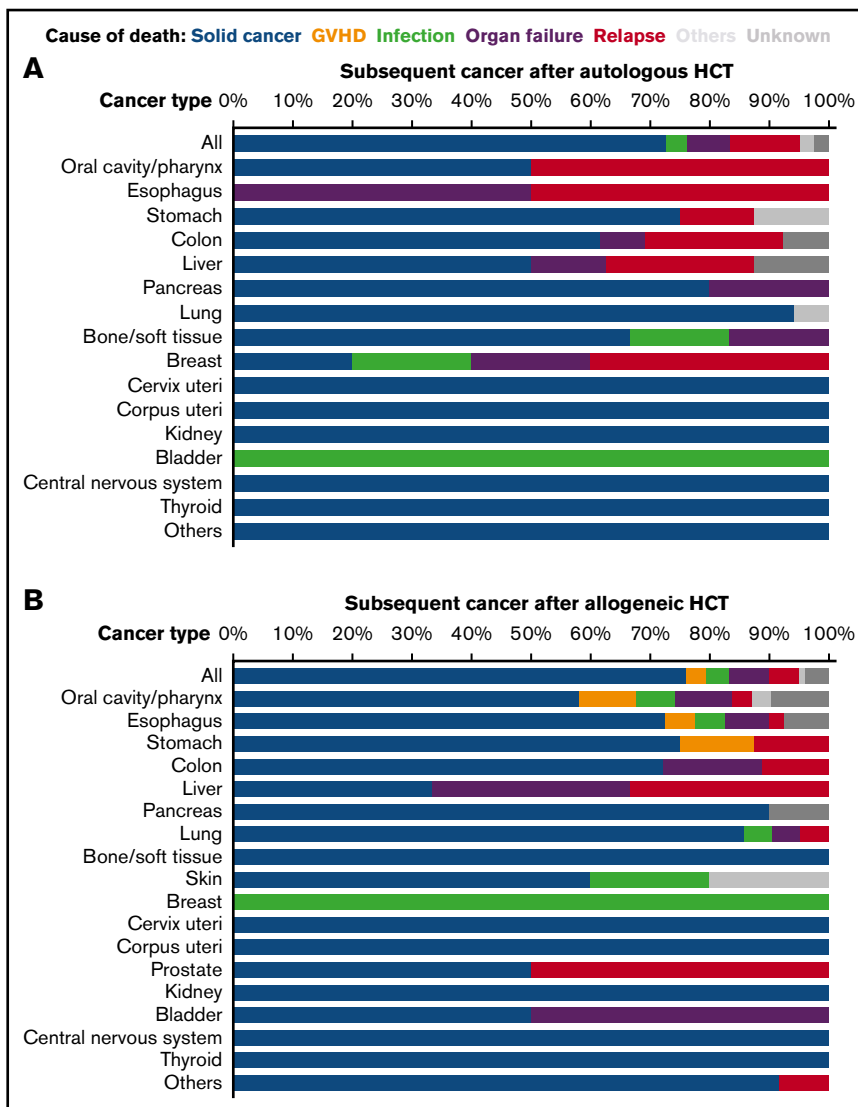 Cause of death: Solid cancer GVHD Infection Organ failure Relapse Others Unknown
A
Subsequent cancer after autologous HCT
Cancer type 0% 10% 20% 30% 40% 50% 60% 70% 80% 90% 100%
All
Oral cavity/pharynx
Esophagus
Stomach
Colon
Liver
Pancreas
Lung
Bone/soft tissue
Breast
Cervix uteri
Corpus uteri
Kidney
Bladder
Central nervous system
Thyroid
Others
B
Subsequent cancer after allogeneic HCT
Cancer type 0% 10% 20% 30% 40% 50% 60% 70% 80% 90% 100%
All
Oral cavity/pharynx
Esophagus
Stomach
Colon
Liver
Pancreas
Lung
Bone/soft tissue
Skin
Breast
Cervix uteri
Corpus uteri
Prostate
Kidney
Bladder
Central nervous system
Thyroid
Others